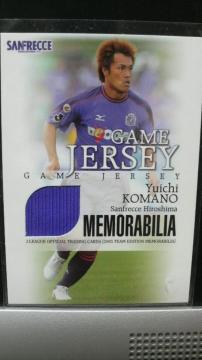 SANFRECCE
GAME
JERSEY
GAME JERSEY
Yuichi
KOMANO
Sanfrecce Hiroshima
MEMORABILIA
J.LEAGUE OFFICIAL TRADING CARDS [2005 TEAM EDITION MEMORABILIA]